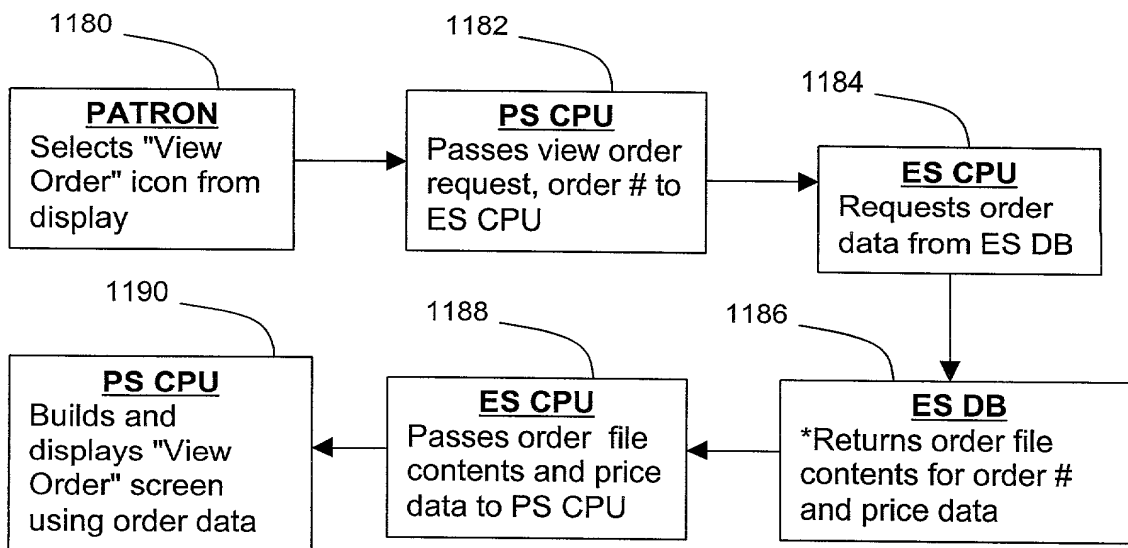 1180
PATRON
Selects "View
Order" icon from
display
1182
PS CPU
Passes view order
request, order # to
ES CPU
1184
ES CPU
Requests order
data from ES DB
1186
ES DB
*Returns order file
contents for order #
and price data
1188
ES CPU
Passes order file
contents and price
data to PS CPU
1190
PS CPU
Builds and
displays "View
Order" screen
using order data